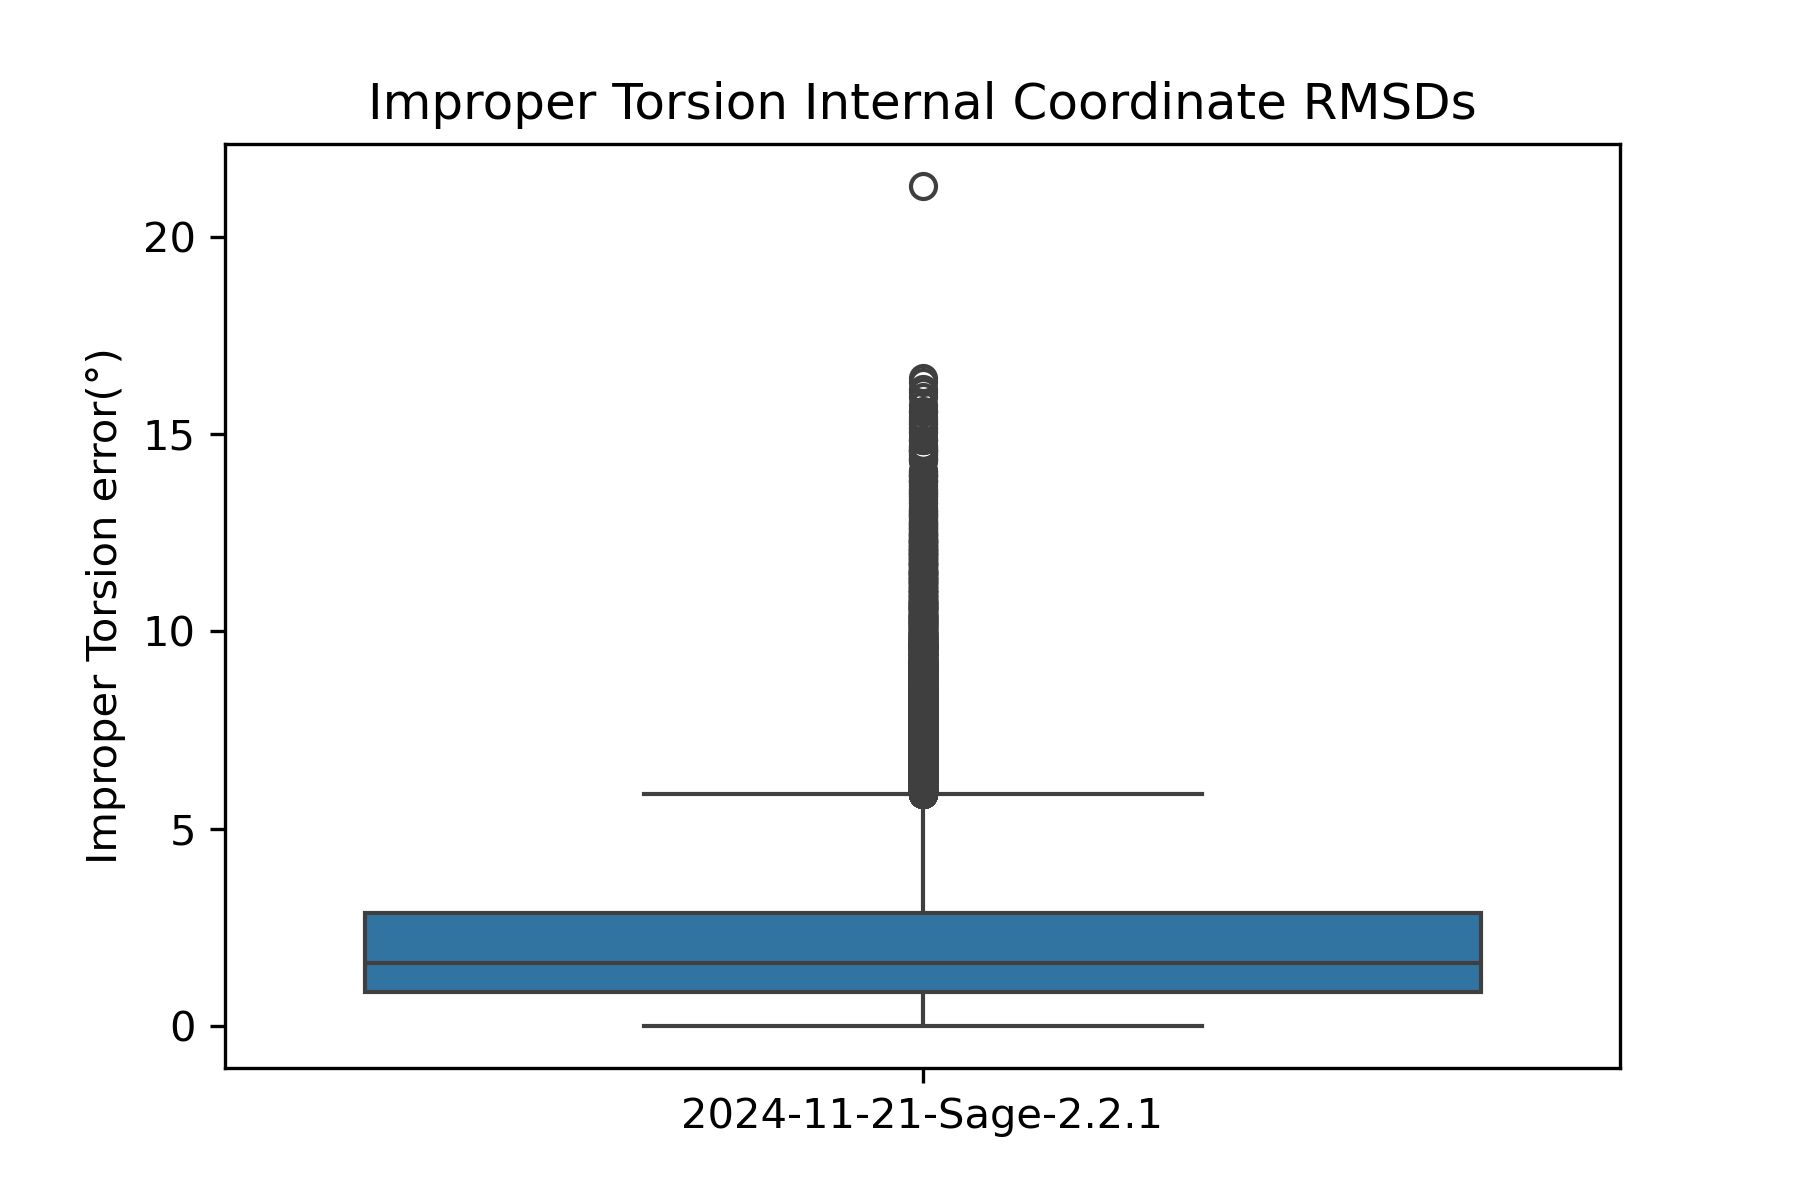 Improper Torsion Internal Coordinate RMSDs
Improper Torsion error(°)
20
15
10
5
0
2024-11-21-Sage-2.2.1